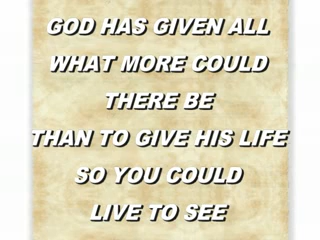 GOD HAS GIVEN ALL
WHAT MORE COULD
THERE BE
THAN TO GIVE HIS LIFE
SO YOU COULD
LIVE TO SEE